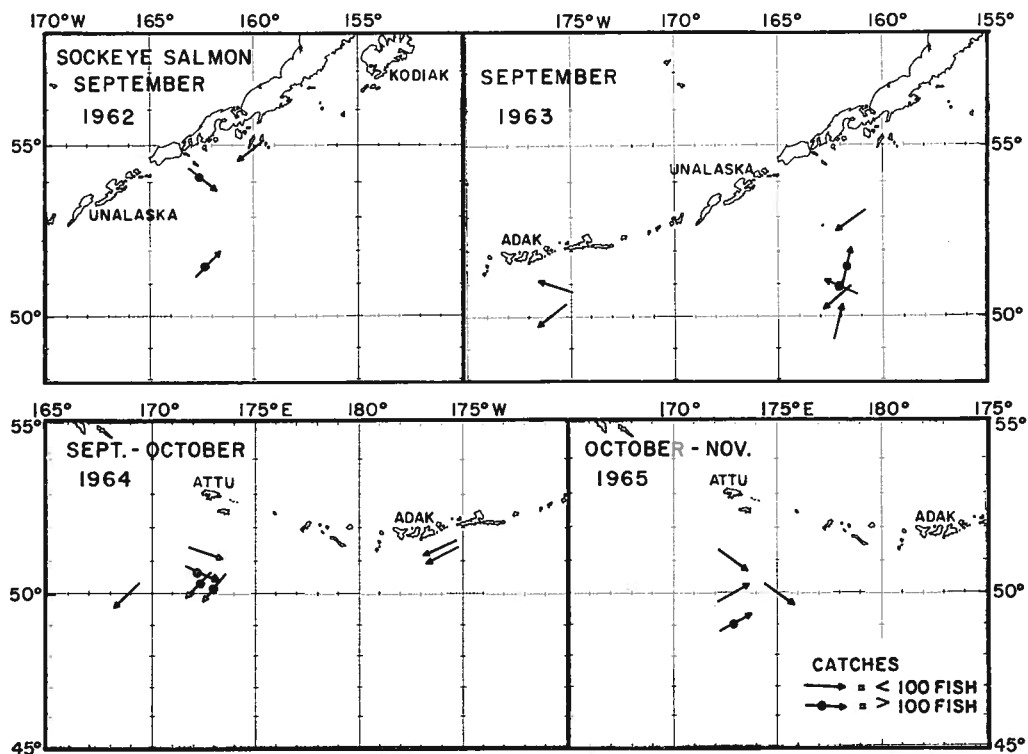 170°W 165° 160° 155°
175°W 170° 165° 160° 155°
SOCKEYE SALMON
SEPTEMBER
1962
KODIAK
UNALASKA
SEPTEMBER
1963
UNALASKA
ADAK
55°
55°
50°
50°
165° 170° 175°E 180° 175°W
170° 175°E 180° 175°
SEPT. - OCTOBER
1964
ATTU
ADAK
OCTOBER - NOV.
1965
ATTU
ADAK
55°
55°
50°
50°
CATCHES
= < 100 FISH
= > 100 FISH
45°
45°